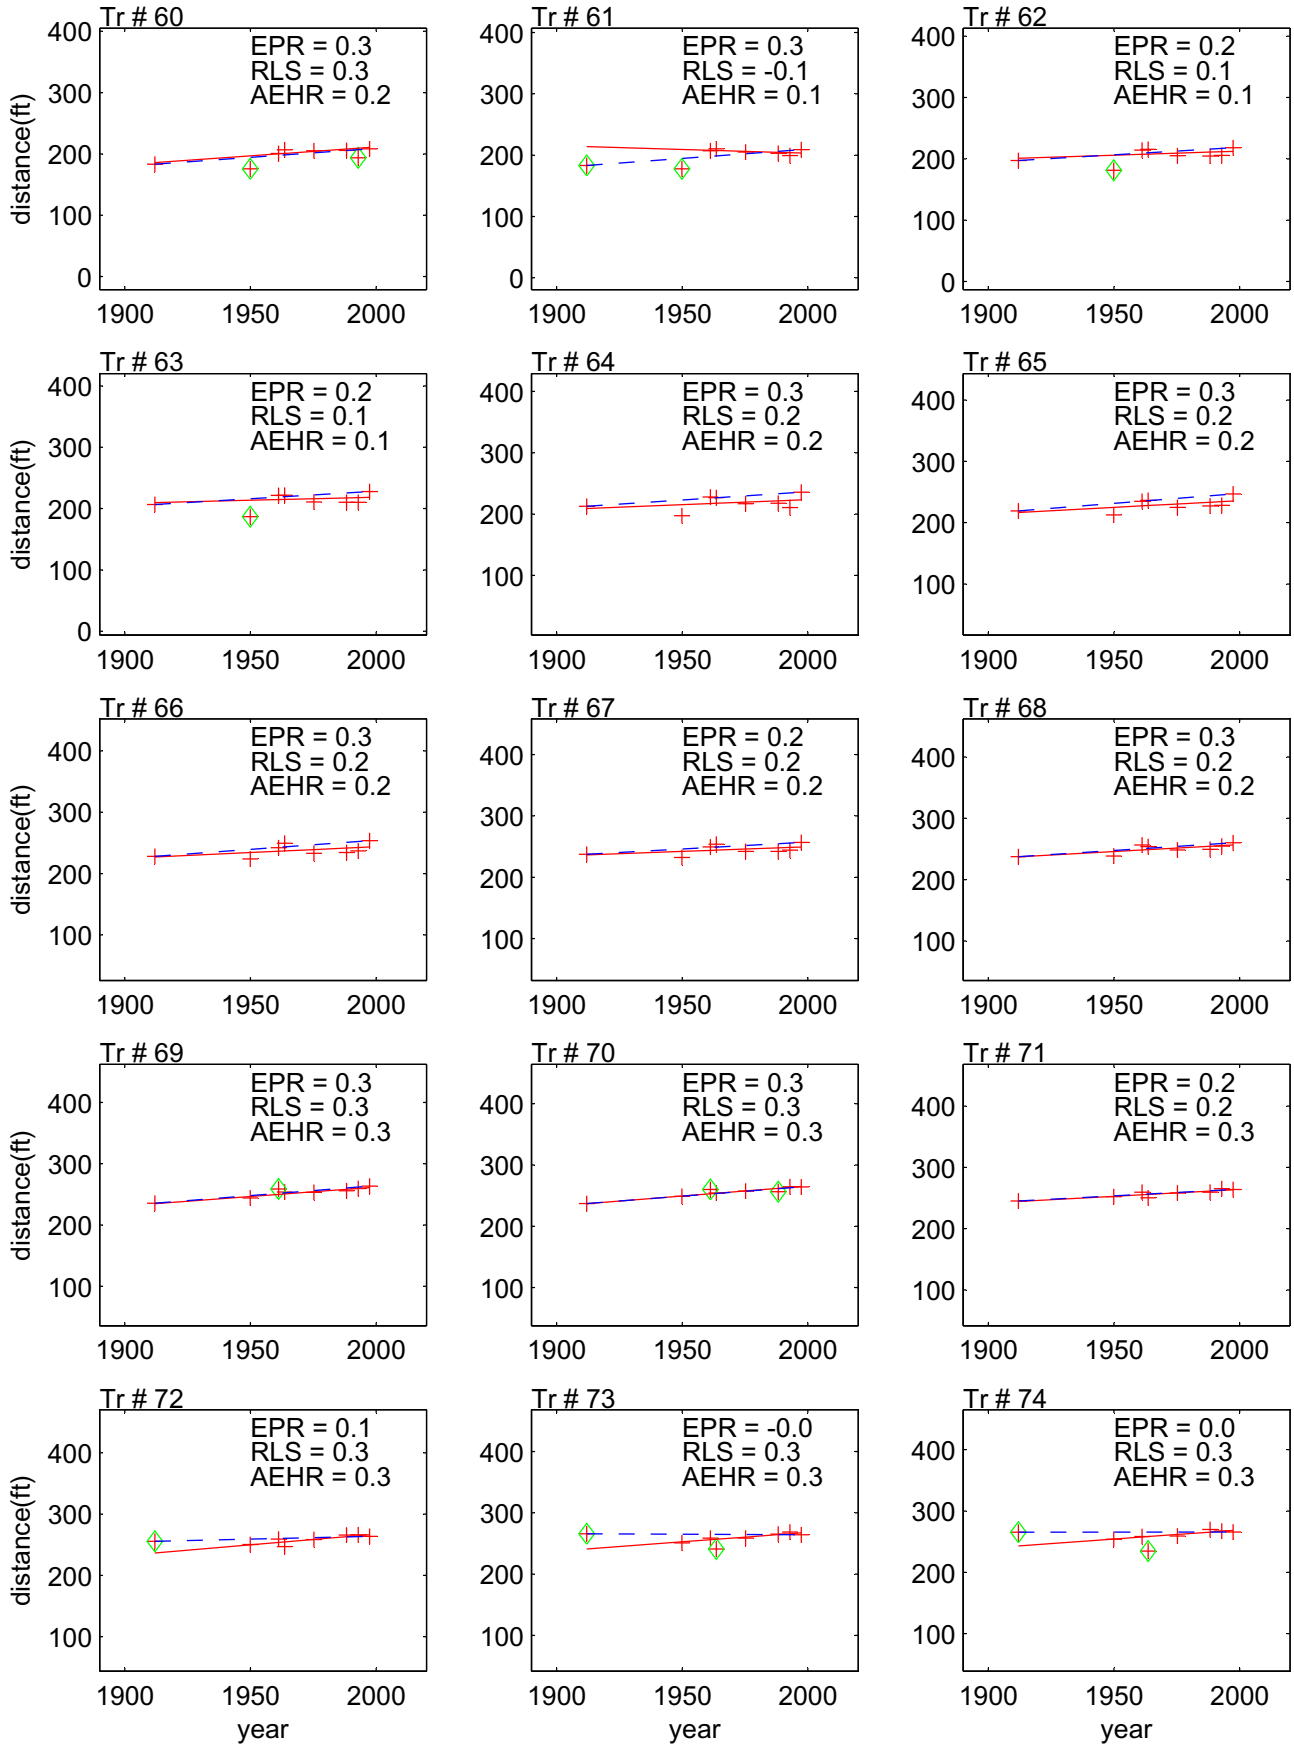 Tr # 60
EPR = 0.3
RLS = 0.3
AEHR = 0.2
400
300
200
100
0
distance(ft)
1900 1950 2000
Tr # 61
EPR = 0.3
RLS = -0.1
AEHR = 0.1
400
300
200
100
0
1900 1950 2000
Tr # 62
EPR = 0.2
RLS = 0.1
AEHR = 0.1
400
300
200
100
0
1900 1950 2000
Tr # 63
EPR = 0.2
RLS = 0.1
AEHR = 0.1
400
300
200
100
0
distance(ft)
1900 1950 2000
Tr # 64
EPR = 0.3
RLS = 0.2
AEHR = 0.2
400
300
200
100
1900 1950 2000
Tr # 65
EPR = 0.3
RLS = 0.2
AEHR = 0.2
400
300
200
100
1900 1950 2000
Tr # 66
EPR = 0.3
RLS = 0.2
AEHR = 0.2
400
300
200
100
distance(ft)
1900 1950 2000
Tr # 67
EPR = 0.2
RLS = 0.2
AEHR = 0.2
400
300
200
100
1900 1950 2000
Tr # 68
EPR = 0.3
RLS = 0.2
AEHR = 0.2
400
300
200
100
1900 1950 2000
Tr # 69
EPR = 0.3
RLS = 0.3
AEHR = 0.3
400
300
200
100
distance(ft)
1900 1950 2000
Tr # 70
EPR = 0.3
RLS = 0.3
AEHR = 0.3
400
300
200
100
1900 1950 2000
Tr # 71
EPR = 0.2
RLS = 0.2
AEHR = 0.3
400
300
200
100
1900 1950 2000
Tr # 72
EPR = 0.1
RLS = 0.3
AEHR = 0.3
400
300
200
100
distance(ft)
1900 1950 2000
year
Tr # 73
EPR = -0.0
RLS = 0.3
AEHR = 0.3
400
300
200
100
1900 1950 2000
year
Tr # 74
EPR = 0.0
RLS = 0.3
AEHR = 0.3
400
300
200
100
1900 1950 2000
year